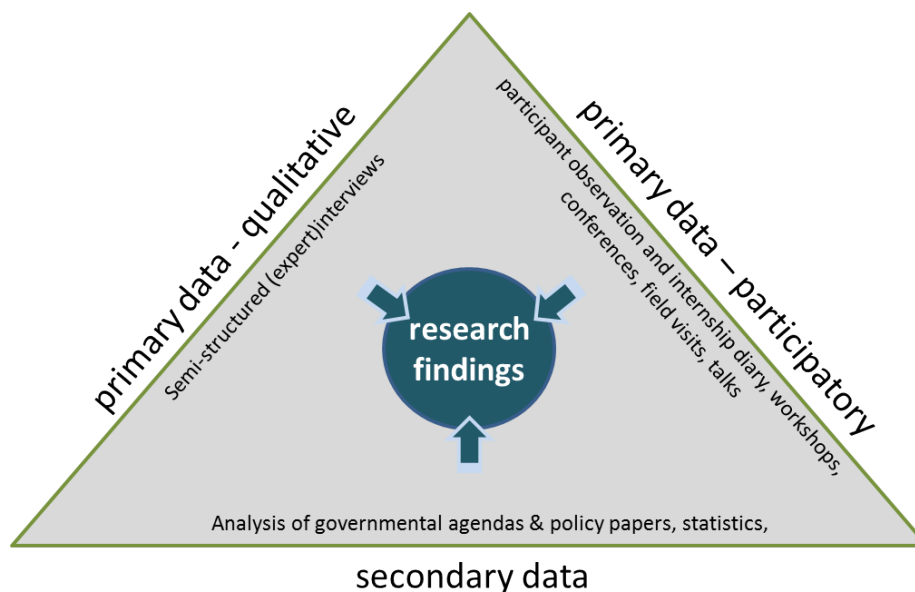 primary data - qualitative
Semi-structured (expert)interviews
primary data – participatory
participant observation and internship diary, workshops,
conferences, field visits, talks
research
findings
Analysis of governmental agendas & policy papers, statistics,
secondary data